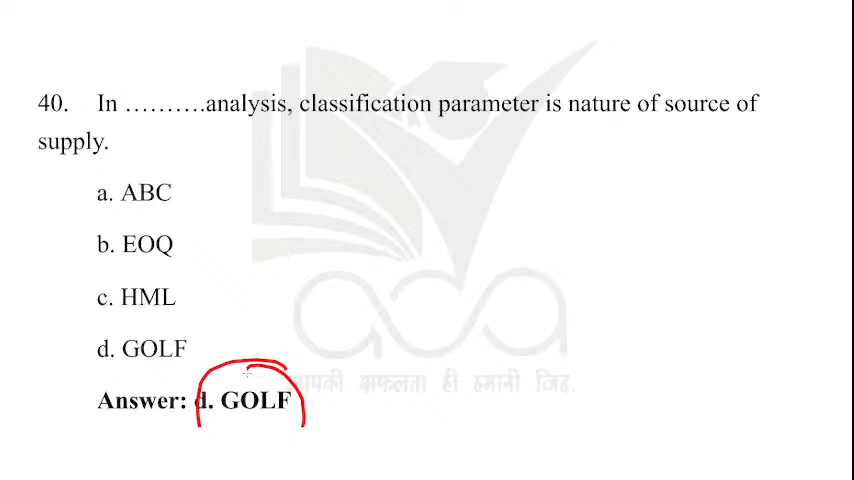 40. In ……….analysis, classification parameter is nature of source of
supply.
a. ABC
b. EOQ
c. HML
d. GOLF
Answer: d. GOLF